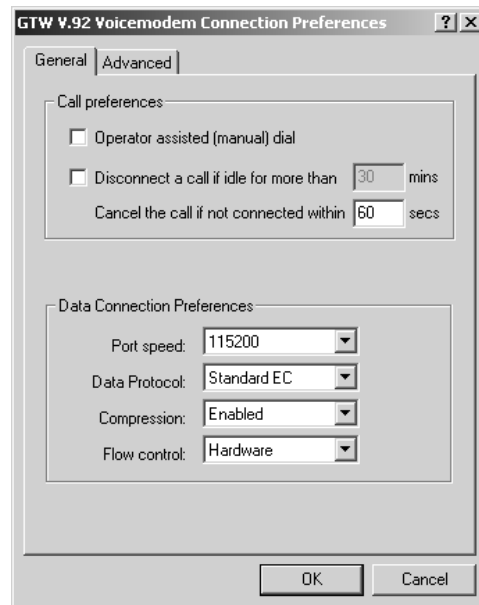 GTW V.92 Voicemodem Connection Preferences ? ×
General Advanced
Call preferences
Operator assisted (manual) dial
Disconnect a call if idle for more than 30 mins
Cancel the call if not connected within 60 secs
Data Connection Preferences
Port speed: 115200
Data Protocol: Standard EC
Compression: Enabled
Flow control: Hardware
OK Cancel